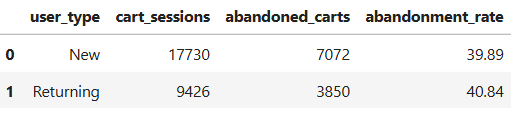 user_type cart_sessions abandoned_carts abandonment_rate
0 New 17730 7072 39.89
1 Returning 9426 3850 40.84